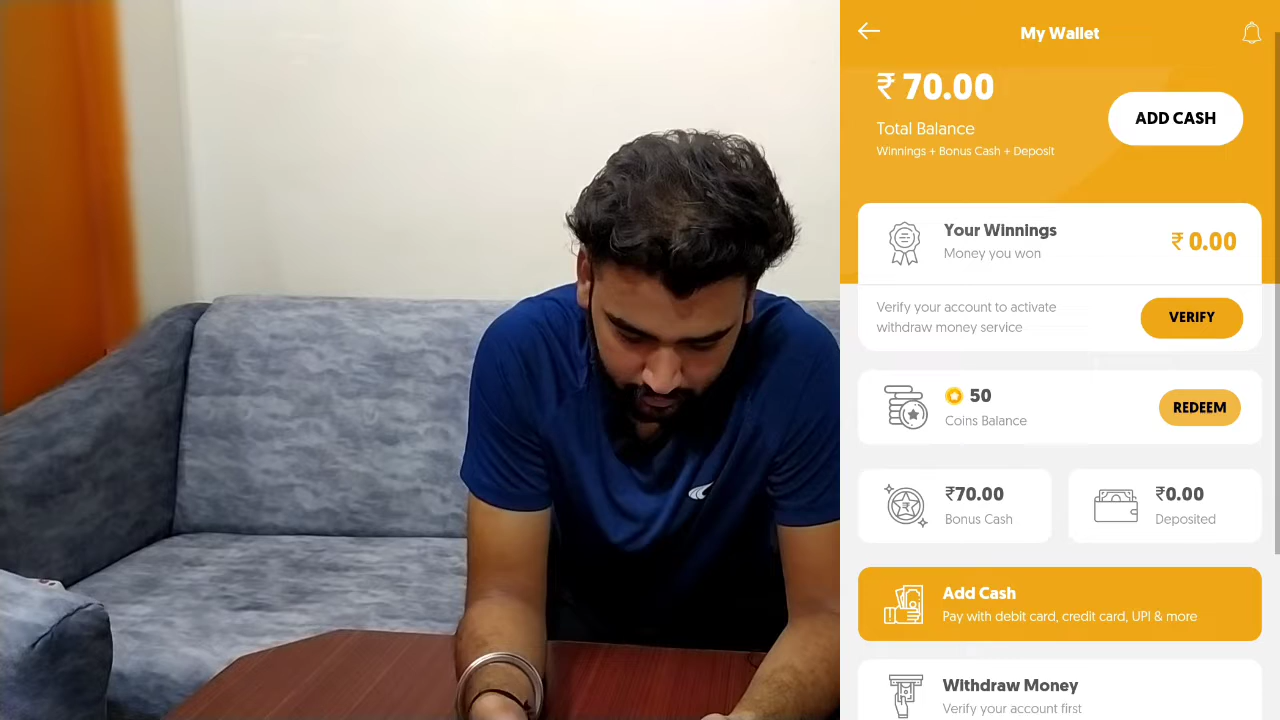 My Wallet
₹ 70.00
ADD CASH
Total Balance
Winnings + Bonus Cash + Deposit
Your Winnings
₹ 0.00
Money you won
Verify your account to activate
withdraw money service
VERIFY
50
Coins Balance
REDEEM
₹70.00
Bonus Cash
₹0.00
Deposited
Add Cash
Pay with debit card, credit card, UPI & more
Withdraw Money
Verify your account first